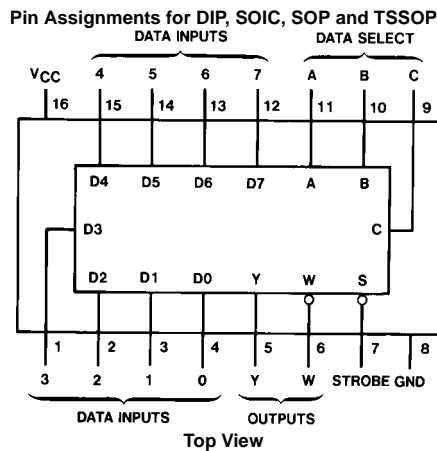 Pin Assignments for DIP, SOIC, SOP and TSSOP
DATA INPUTS DATA SELECT
VCC 4 5 6 7 A B C
16 15 14 13 12 11 10 9
D4 D5 D6 D7 A B
D3 C
D2 D1 D0 Y W S
1 2 3 4 5 6 7 8
3 2 1 0 Y W STROBE GND
DATA INPUTS OUTPUTS
Top View